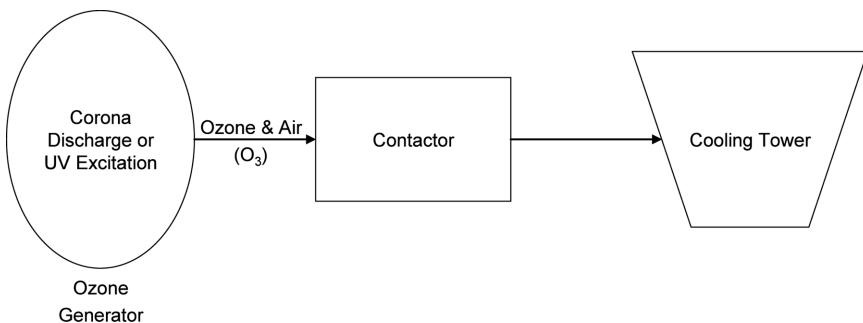 Corona
Discharge or
UV Excitation
Ozone & Air
(O₃)
Contactor
Cooling Tower
Ozone
Generator